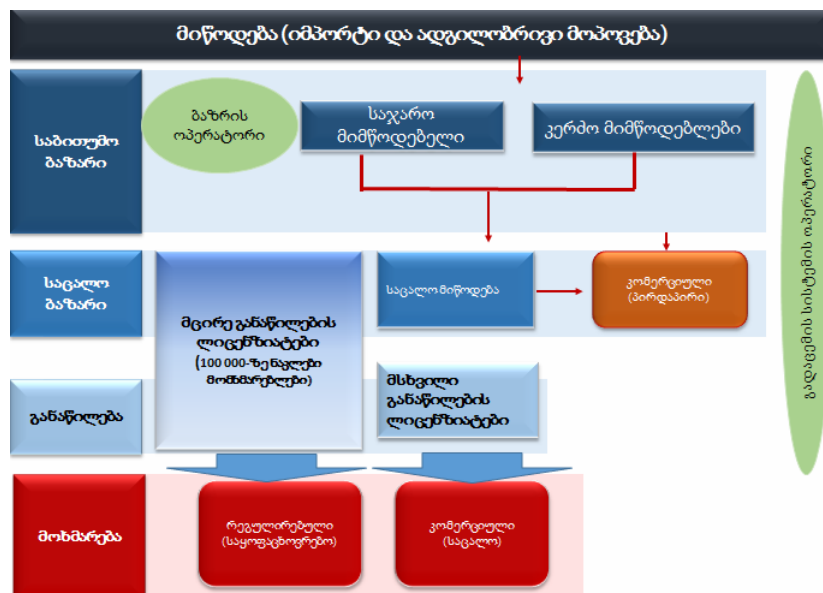 მიწოდება (იმპორტი და ადგილობრივი მოპოვება)
საბითუმო
ბაზარი
ბაზრის
ოპერატორი
საჯარო
მიმწოდებელი
კერძო მიმწოდებლები
გადაცემის სისტემის ოპერატორი
საცალო
ბაზარი
მცირე განაწილების
ლიცენზიატები
(100 000-ზე ნაკლები
მომხმარებლები)
საცალო მიწოდება
კომერციული
(პირდაპირი)
განაწილება
მსხვილი
განაწილების
ლიცენზიატები
მოხმარება
რეგულირებული
(საყოფაცხოვრებო)
კომერციული
(საცალო)